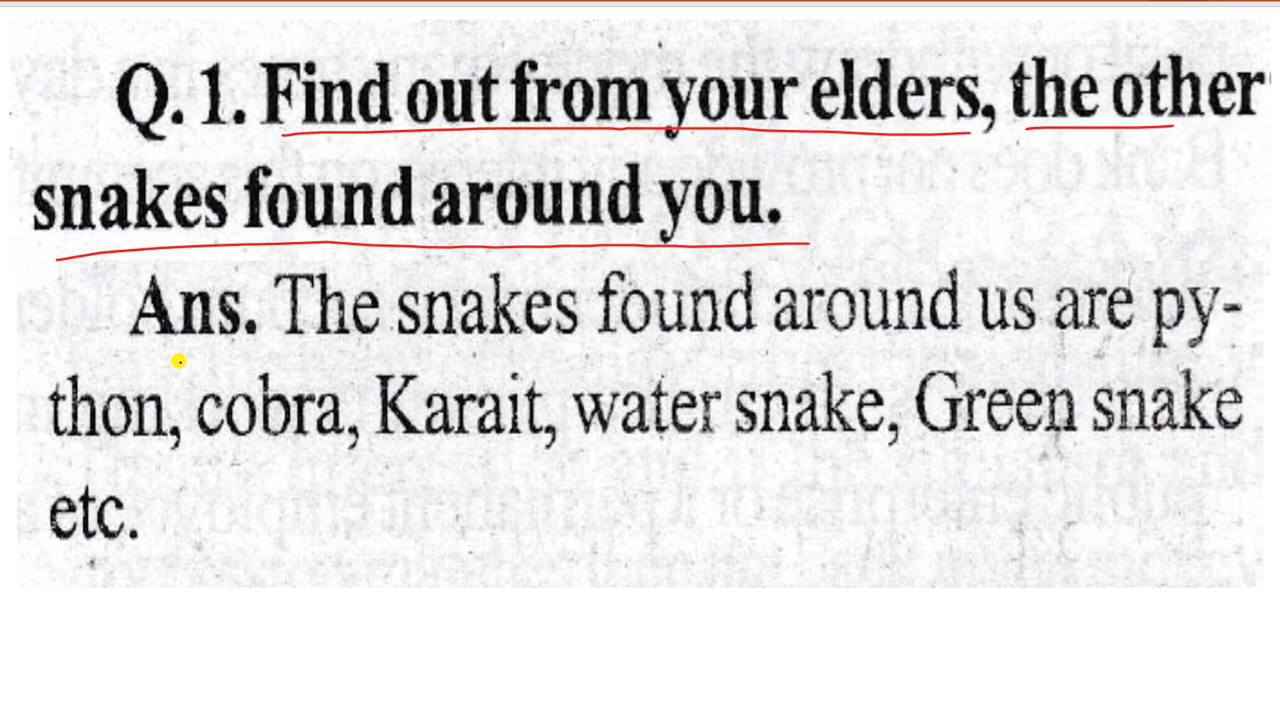 Q. 1. Find out from your elders, the other
snakes found around you.
Ans. The snakes found around us are py-
thon, cobra, Karait, water snake, Green snake
etc.